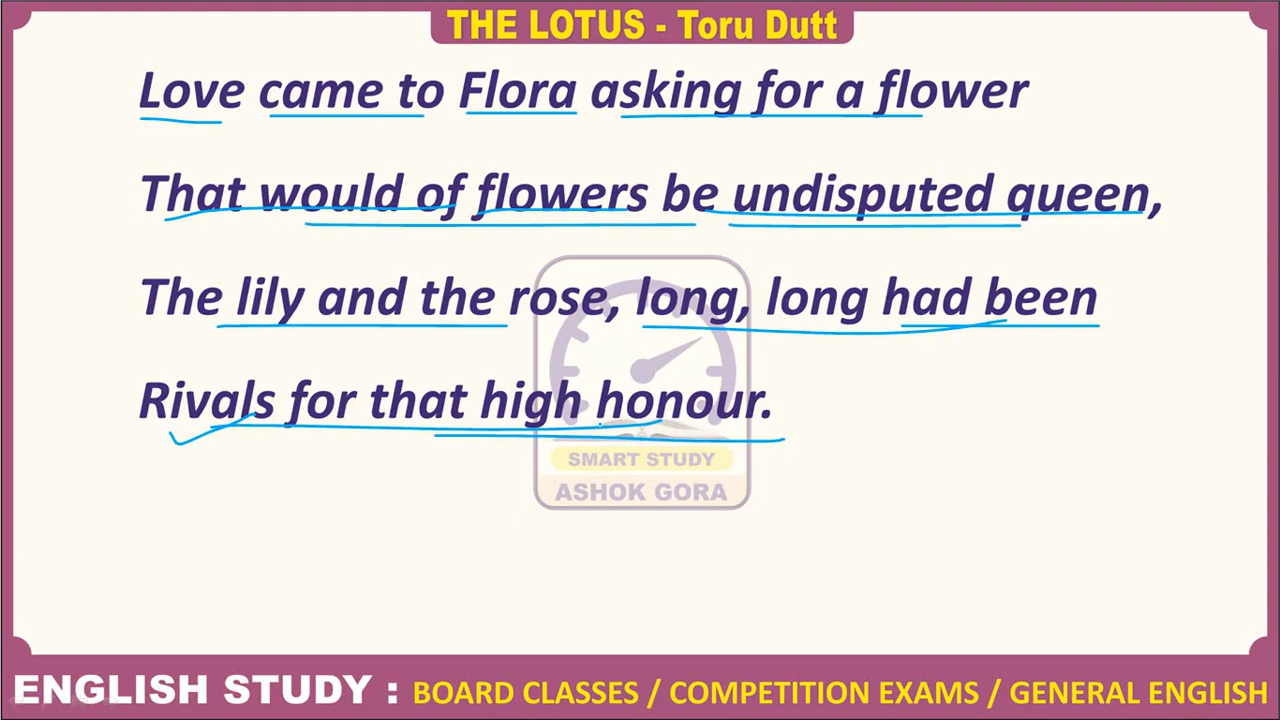 THE LOTUS - Toru Dutt
Love came to Flora asking for a flower
That would of flowers be undisputed queen,
The lily and the rose, long, long had been
Rivals for that high honour.
SMART STUDY
ASHOK GORA
ENGLISH STUDY : BOARD CLASSES / COMPETITION EXAMS / GENERAL ENGLISH